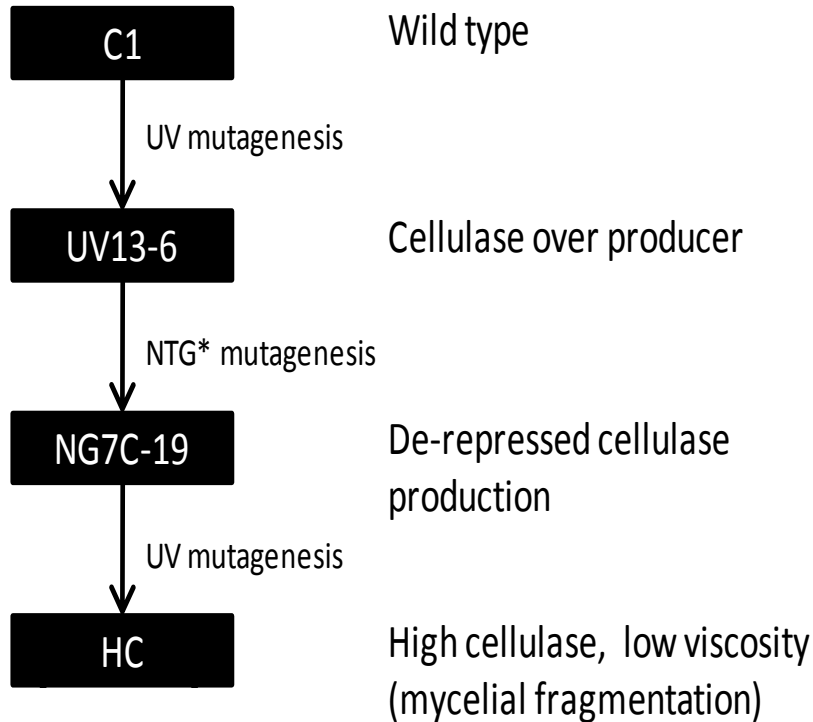 C1
Wild type
UV mutagenesis
UV13-6
Cellulase over producer
NTG* mutagenesis
NG7C-19
De-repressed cellulase
production
UV mutagenesis
HC
High cellulase, low viscosity
(mycelial fragmentation)